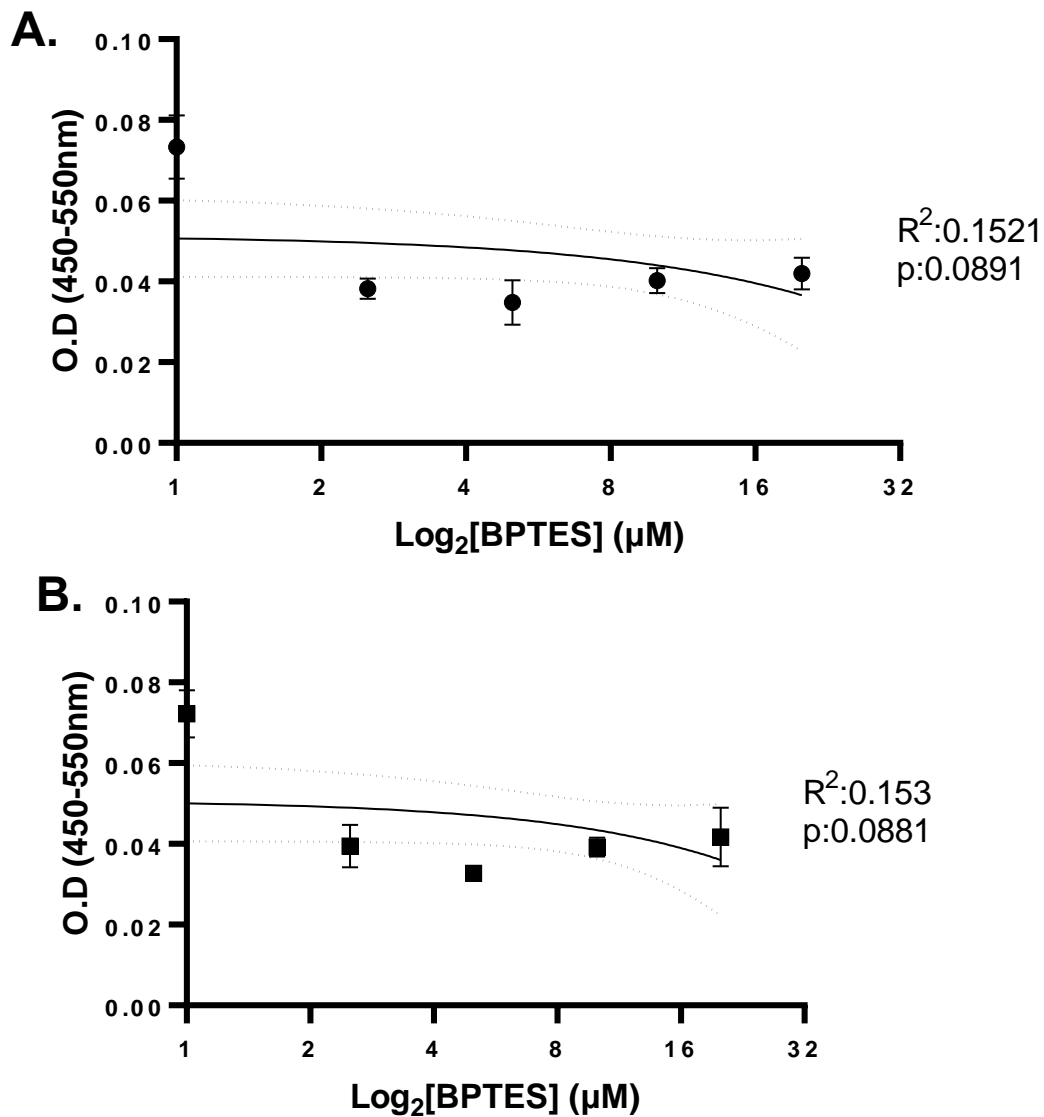 A.
0.10
0.08
0.06
0.04
0.02
0.00
O.D (450-550nm)
1 2 4 8 16 32
Log₂[BPTES] (µM)
R²:0.1521
p:0.0891
B.
0.10
0.08
0.06
0.04
0.02
0.00
O.D (450-550nm)
1 2 4 8 16 32
Log₂[BPTES] (µM)
R²:0.153
p:0.0881